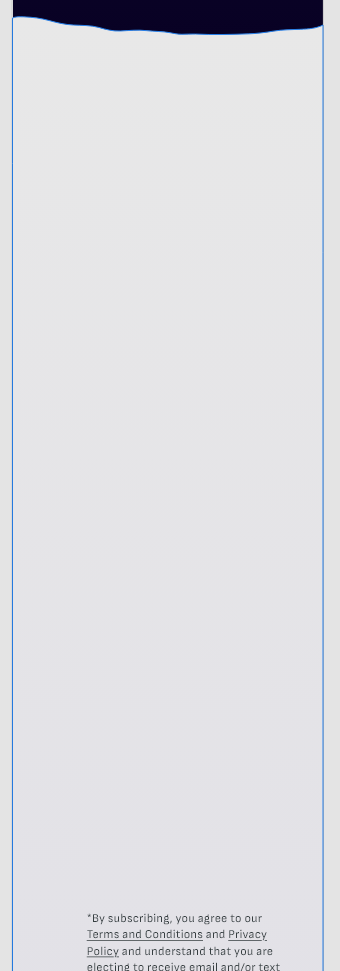 *By subscribing, you agree to our
Terms and Conditions and Privacy
Policy and understand that you are
electing to receive email and/or text